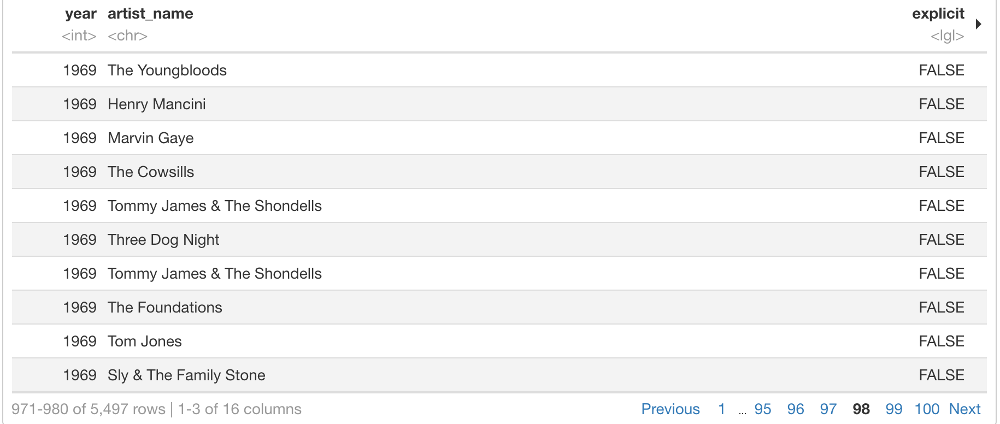 year artist_name explicit
<int> <chr> <lgl>
1969 The Youngbloods FALSE
1969 Henry Mancini FALSE
1969 Marvin Gaye FALSE
1969 The Cowsills FALSE
1969 Tommy James & The Shondells FALSE
1969 Three Dog Night FALSE
1969 Tommy James & The Shondells FALSE
1969 The Foundations FALSE
1969 Tom Jones FALSE
1969 Sly & The Family Stone FALSE
971-980 of 5,497 rows | 1-3 of 16 columns Previous 1 ... 95 96 97 98 99 100 Next